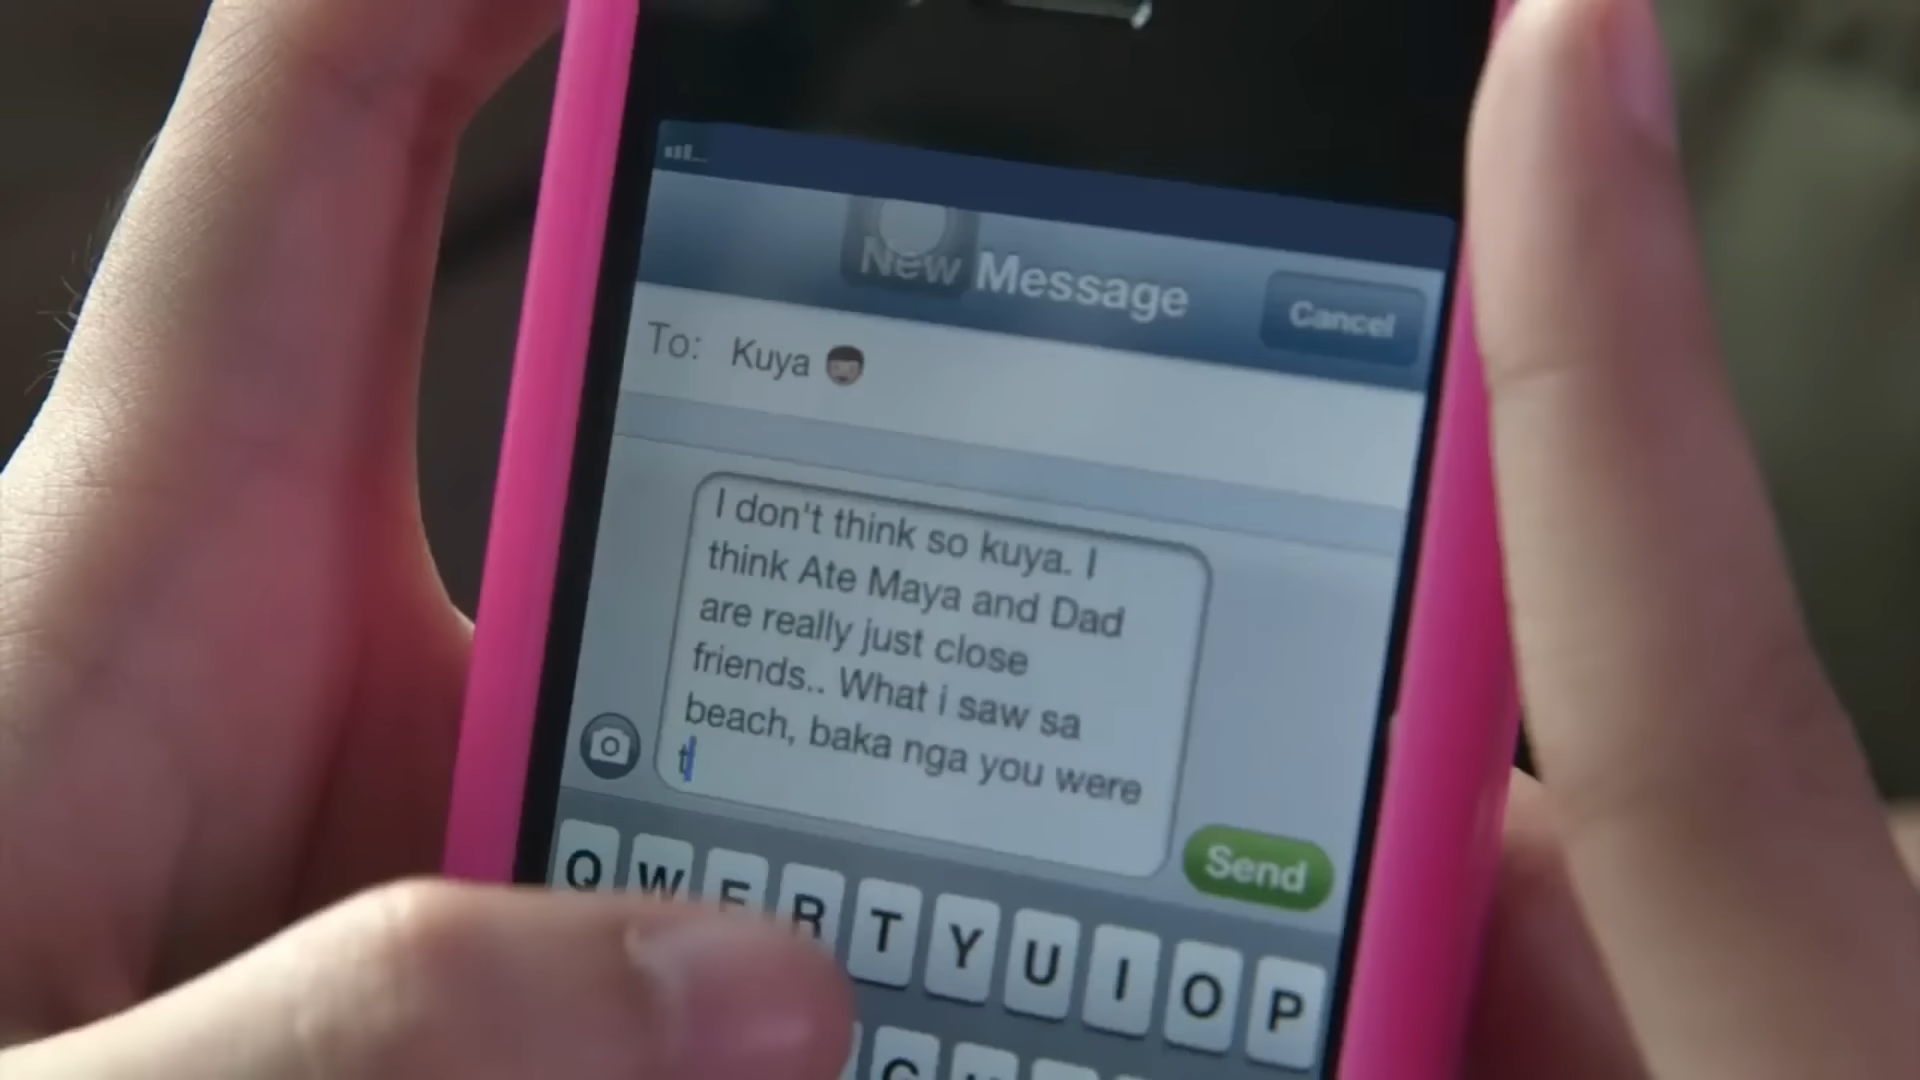 New Message
Cancel
To: Kuya
I don't think so kuya. I
think Ate Maya and Dad
are really just close
friends.. What i saw sa
beach, baka nga you were
t
Send
Q W E R T Y U I O P
G